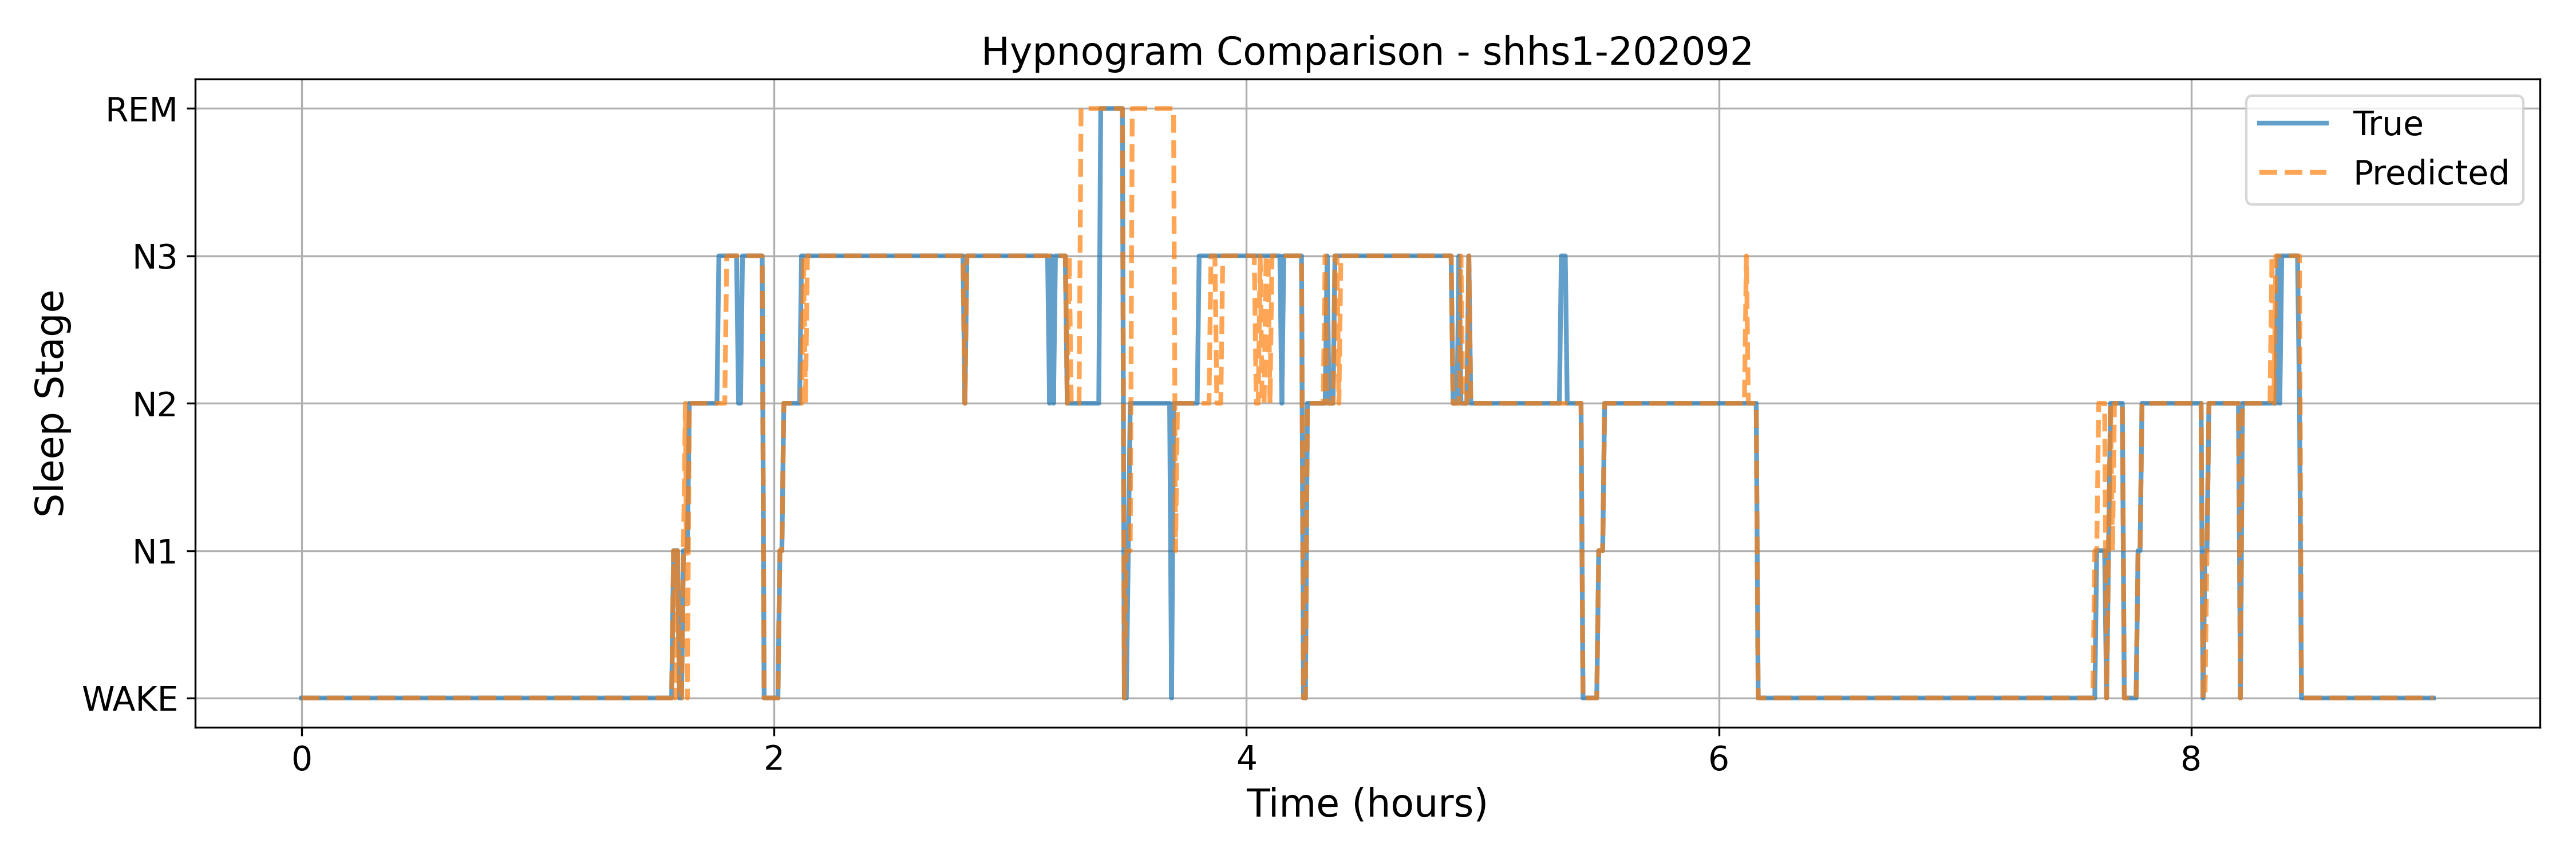 Hypnogram Comparison - shhs1-202092
REM
N3
N2
N1
WAKE
Sleep Stage
True
Predicted
0 2 4 6 8
Time (hours)